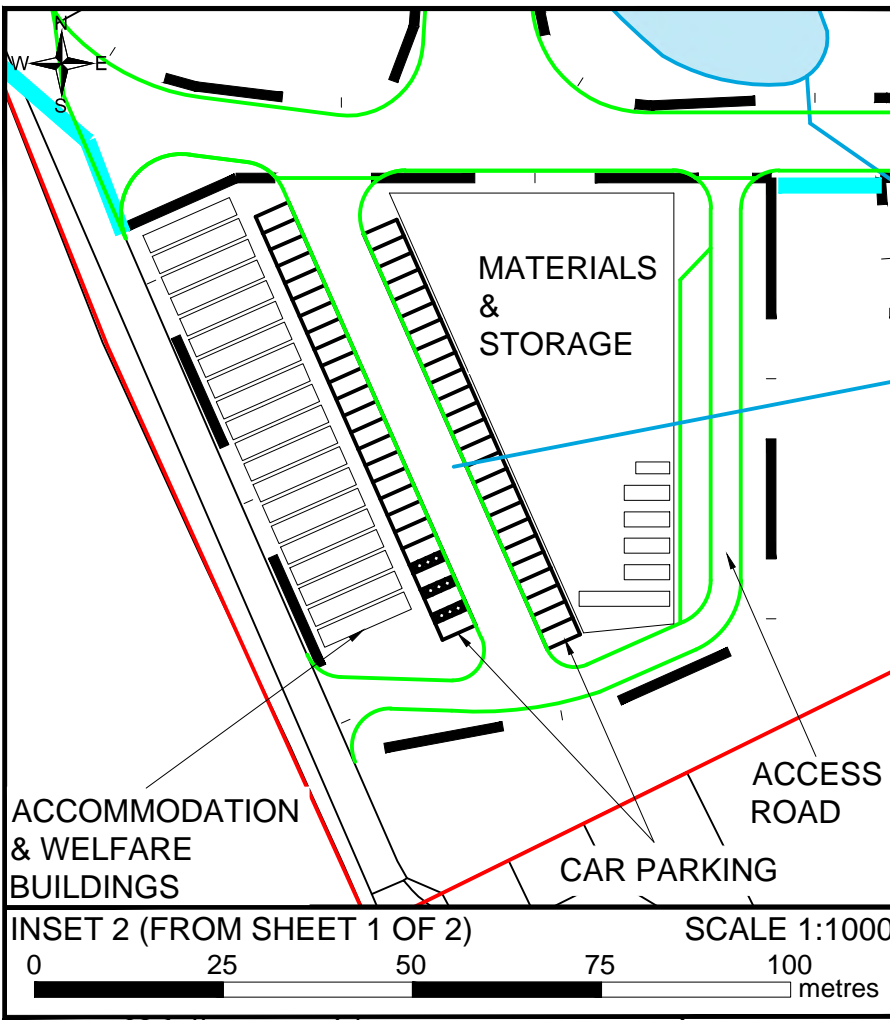 N
W E
S
MATERIALS
&
STORAGE
ACCOMMODATION
& WELFARE
BUILDINGS
ACCESS
ROAD
CAR PARKING
INSET 2 (FROM SHEET 1 OF 2) SCALE 1:1000
0 25 50 75 100
metres